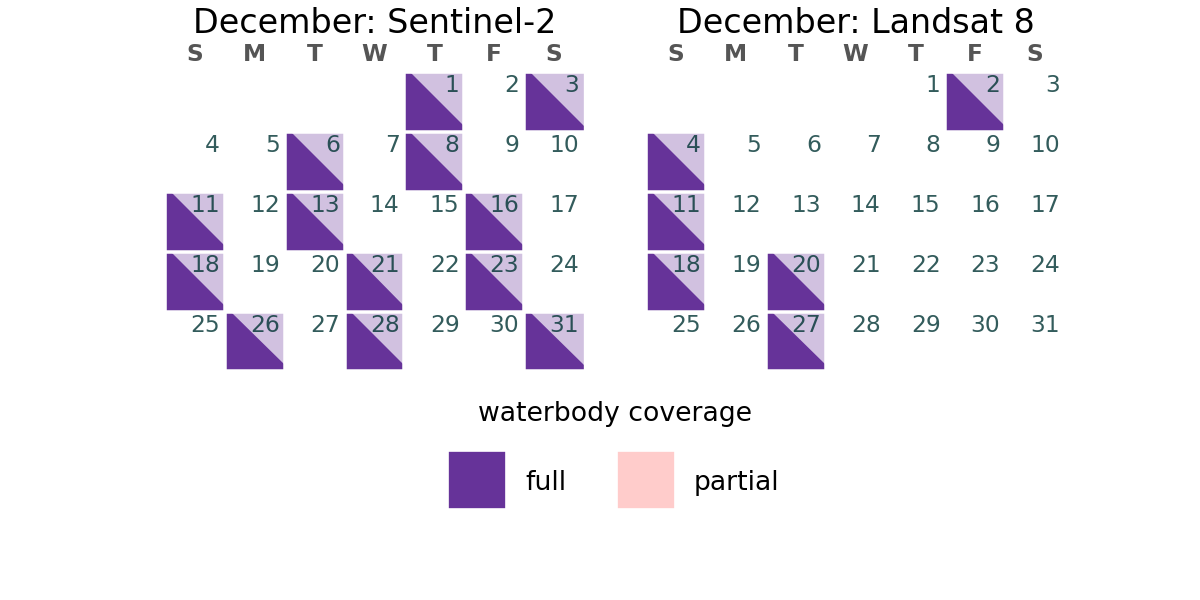 December: Sentinel-2
S M T W T F S
1 2 3
4 5 6 7 8 9 10
11 12 13 14 15 16 17
18 19 20 21 22 23 24
25 26 27 28 29 30 31
December: Landsat 8
S M T W T F S
1 2 3
4 5 6 7 8 9 10
11 12 13 14 15 16 17
18 19 20 21 22 23 24
25 26 27 28 29 30 31
waterbody coverage
full partial